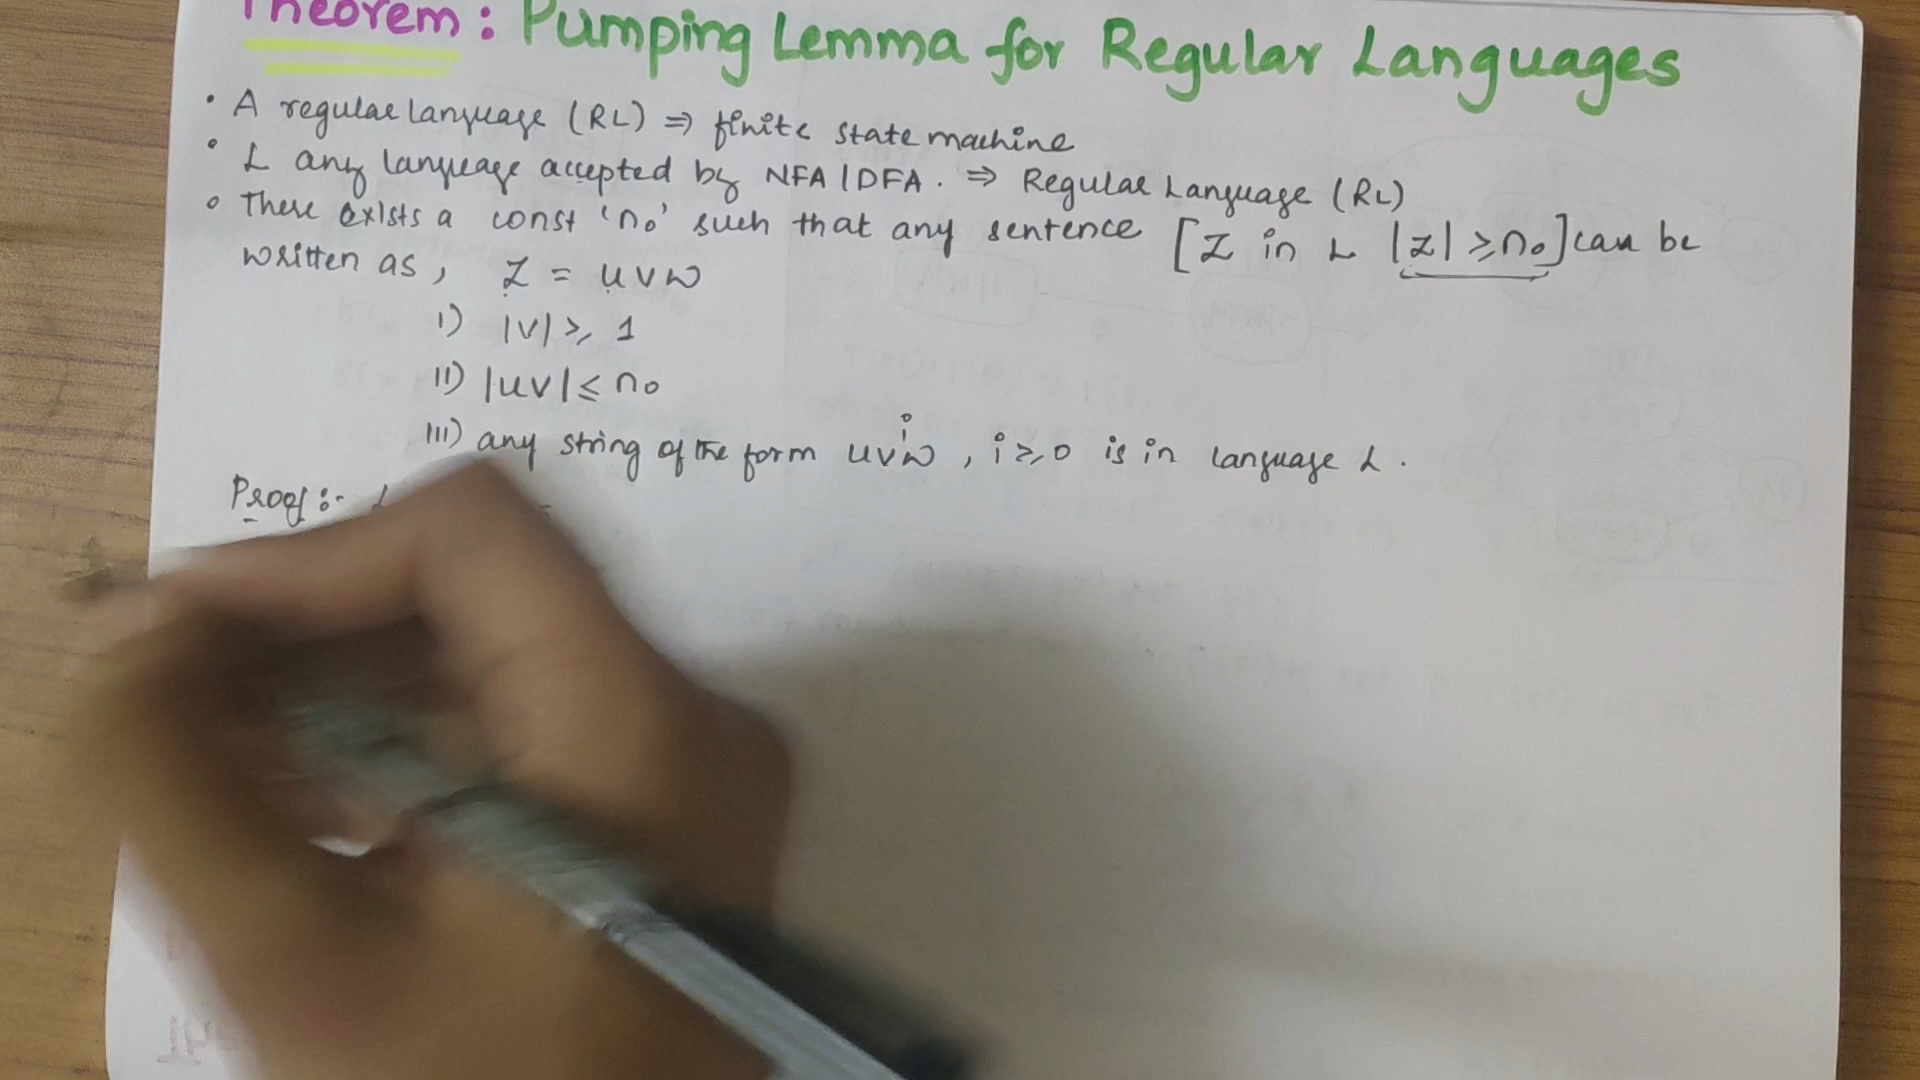 Theorem: Pumping Lemma for Regular Languages
• A regular language (RL) ⇒ finite state machine
• L any language accepted by NFA|DFA. ⇒ Regular Language (RL)
• There exists a const 'n₀' such that any sentence [Z in L |z| ≥ n₀] can be
written as, Z = uvw
i) |v| ≥ 1
ii) |uv| ≤ n₀
iii) any string of the form uvⁱw, i ≥ 0 is in language L.
Proof:-